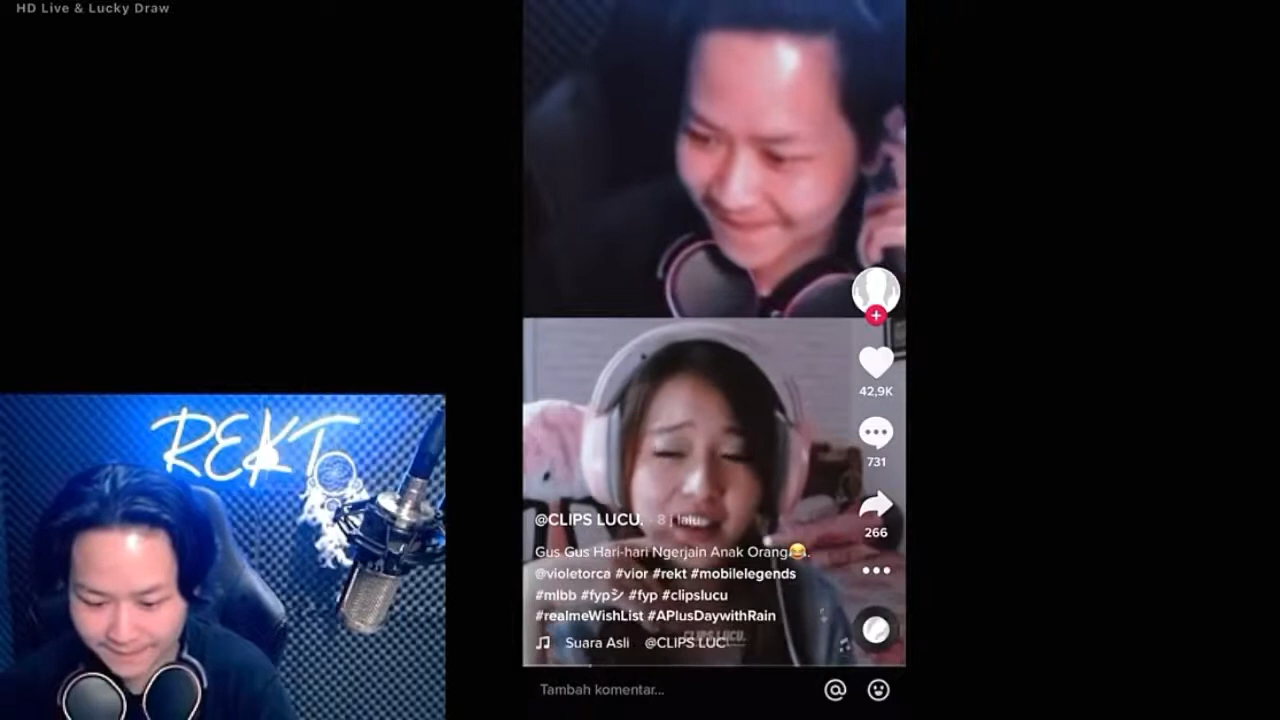 HD Live & Lucky Draw
REKT
42,9K
731
266
@CLIPS LUCU. · 8 j lalu
Gus Gus Hari-hari Ngerjain Anak Orang😂.
@violetorca #vior #rekt #mobilelegends
#mlbb #fypシ #fyp #clipslucu
#realmeWishList #APlusDaywithRain
CLIPS LUCU.
Suara Asli @CLIPS LUC
Tambah komentar...